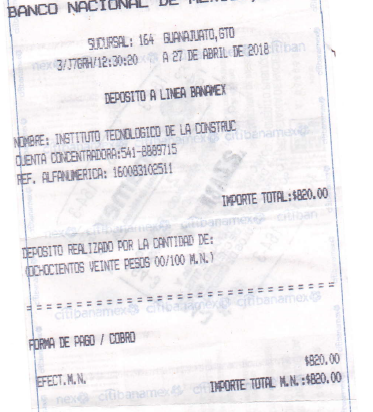 BANCO NACIONAL DE
SUCURSAL: 164 GUANAJUATO,GTO
3/J7GRH/12:30:20 A 27 DE ABRIL DE 2018
DEPOSITO A LINEA BANAMEX
NOMBRE: INSTITUTO TECNOLOGICO DE LA CONSTRUC
CUENTA CONCENTRADORA:541-8889715
REF. ALFANUMERICA: 160083102511
IMPORTE TOTAL:$820.00
DEPOSITO REALIZADO POR LA CANTIDAD DE:
(OCHOCIENTOS VEINTE PESOS 00/100 M.N.)
FORMA DE PAGO / COBRO
$820.00
EFECT.M.N.
IMPORTE TOTAL M.N.:$820.00